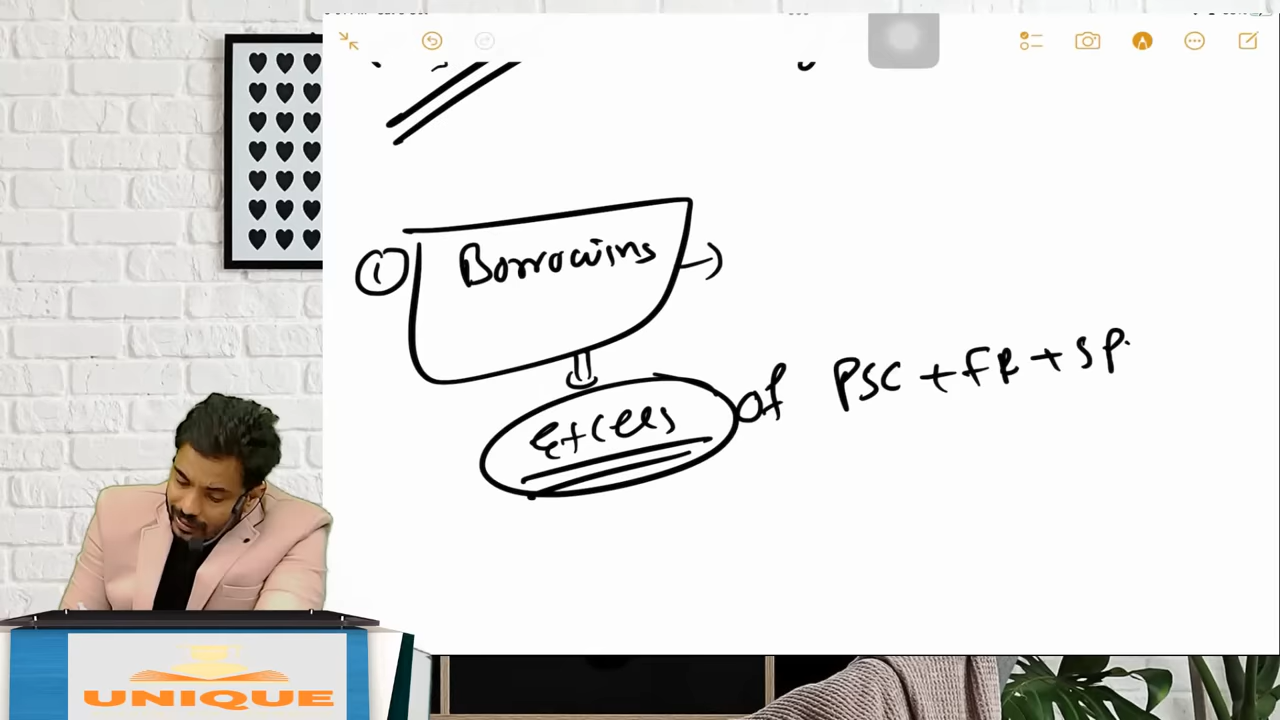 ① Borrowins
Excess of PSC + FR + SP.
UNIQUE